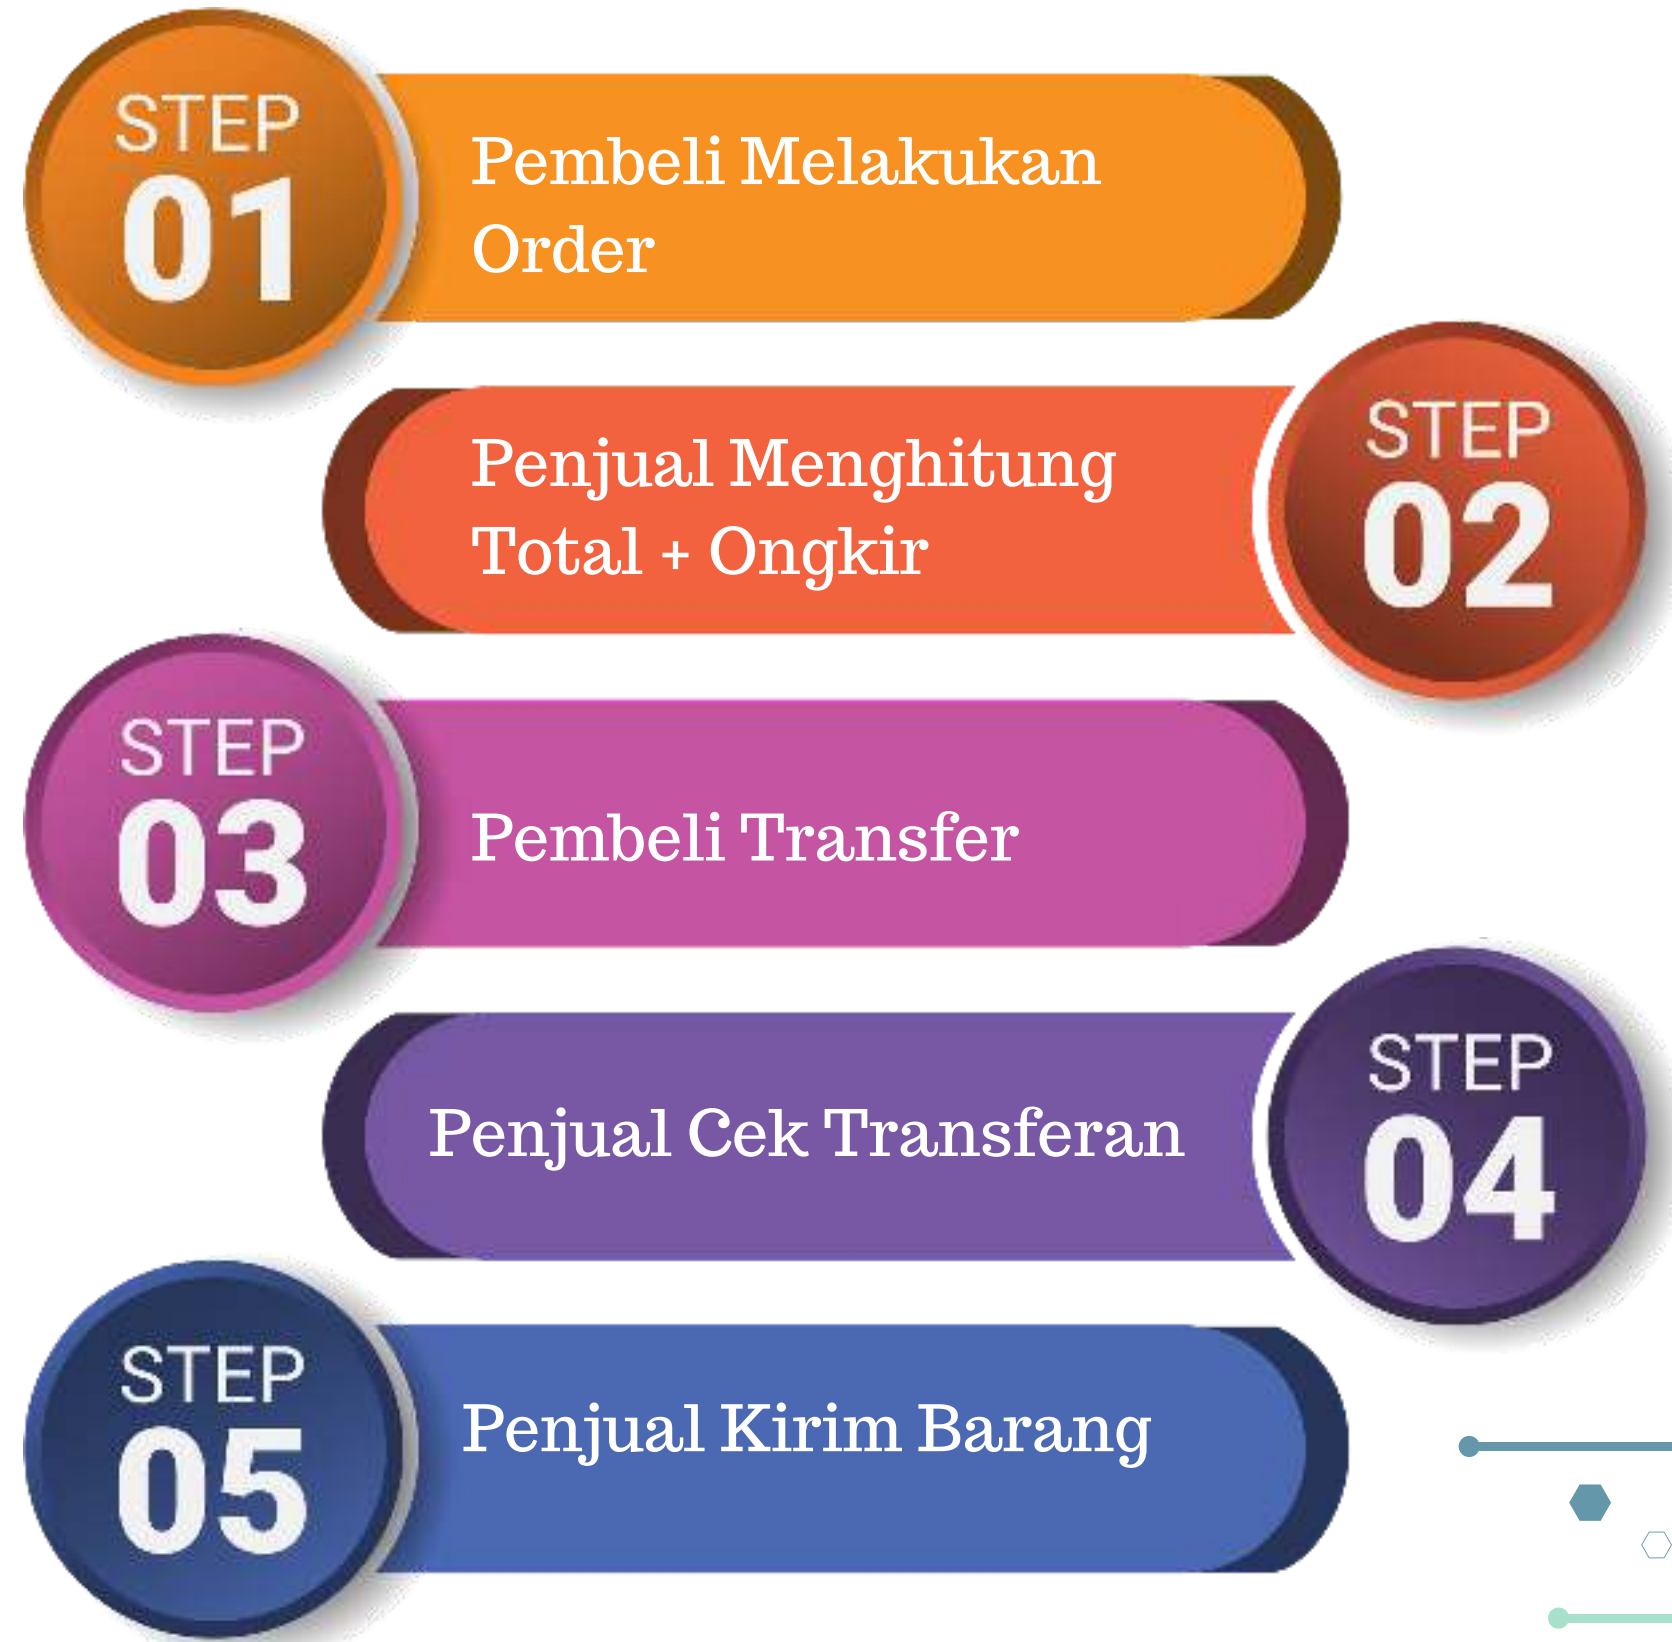 STEP
01
Pembeli Melakukan
Order
STEP
02
Penjual Menghitung
Total + Ongkir
STEP
03
Pembeli Transfer
STEP
04
Penjual Cek Transferan
STEP
05
Penjual Kirim Barang